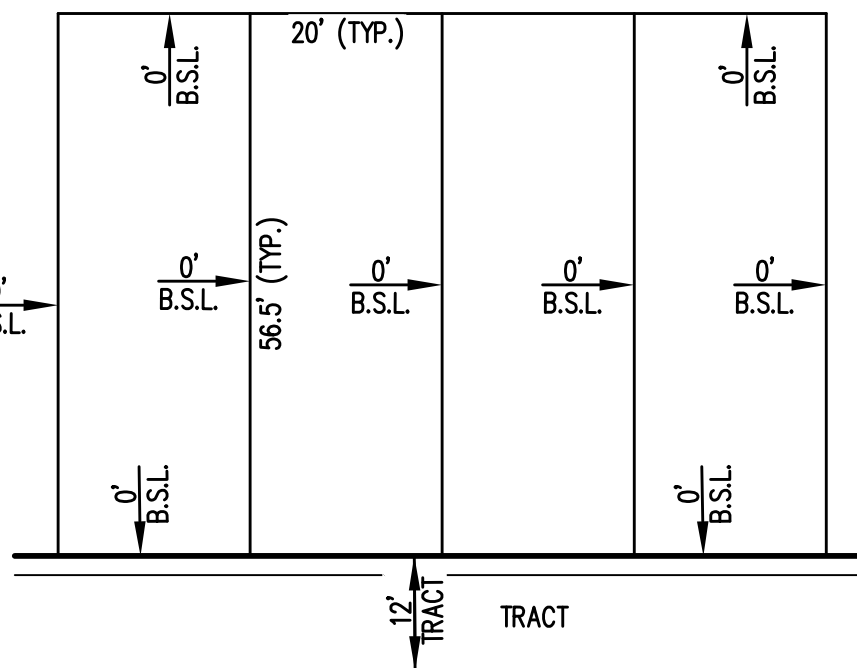 20' (TYP.)
0'
B.S.L.
0'
B.S.L.
56.5' (TYP.)
0'
B.S.L.
0'
B.S.L.
0'
B.S.L.
0'
B.S.L.
0'
B.S.L.
0'
B.S.L.
12'
TRACT
TRACT